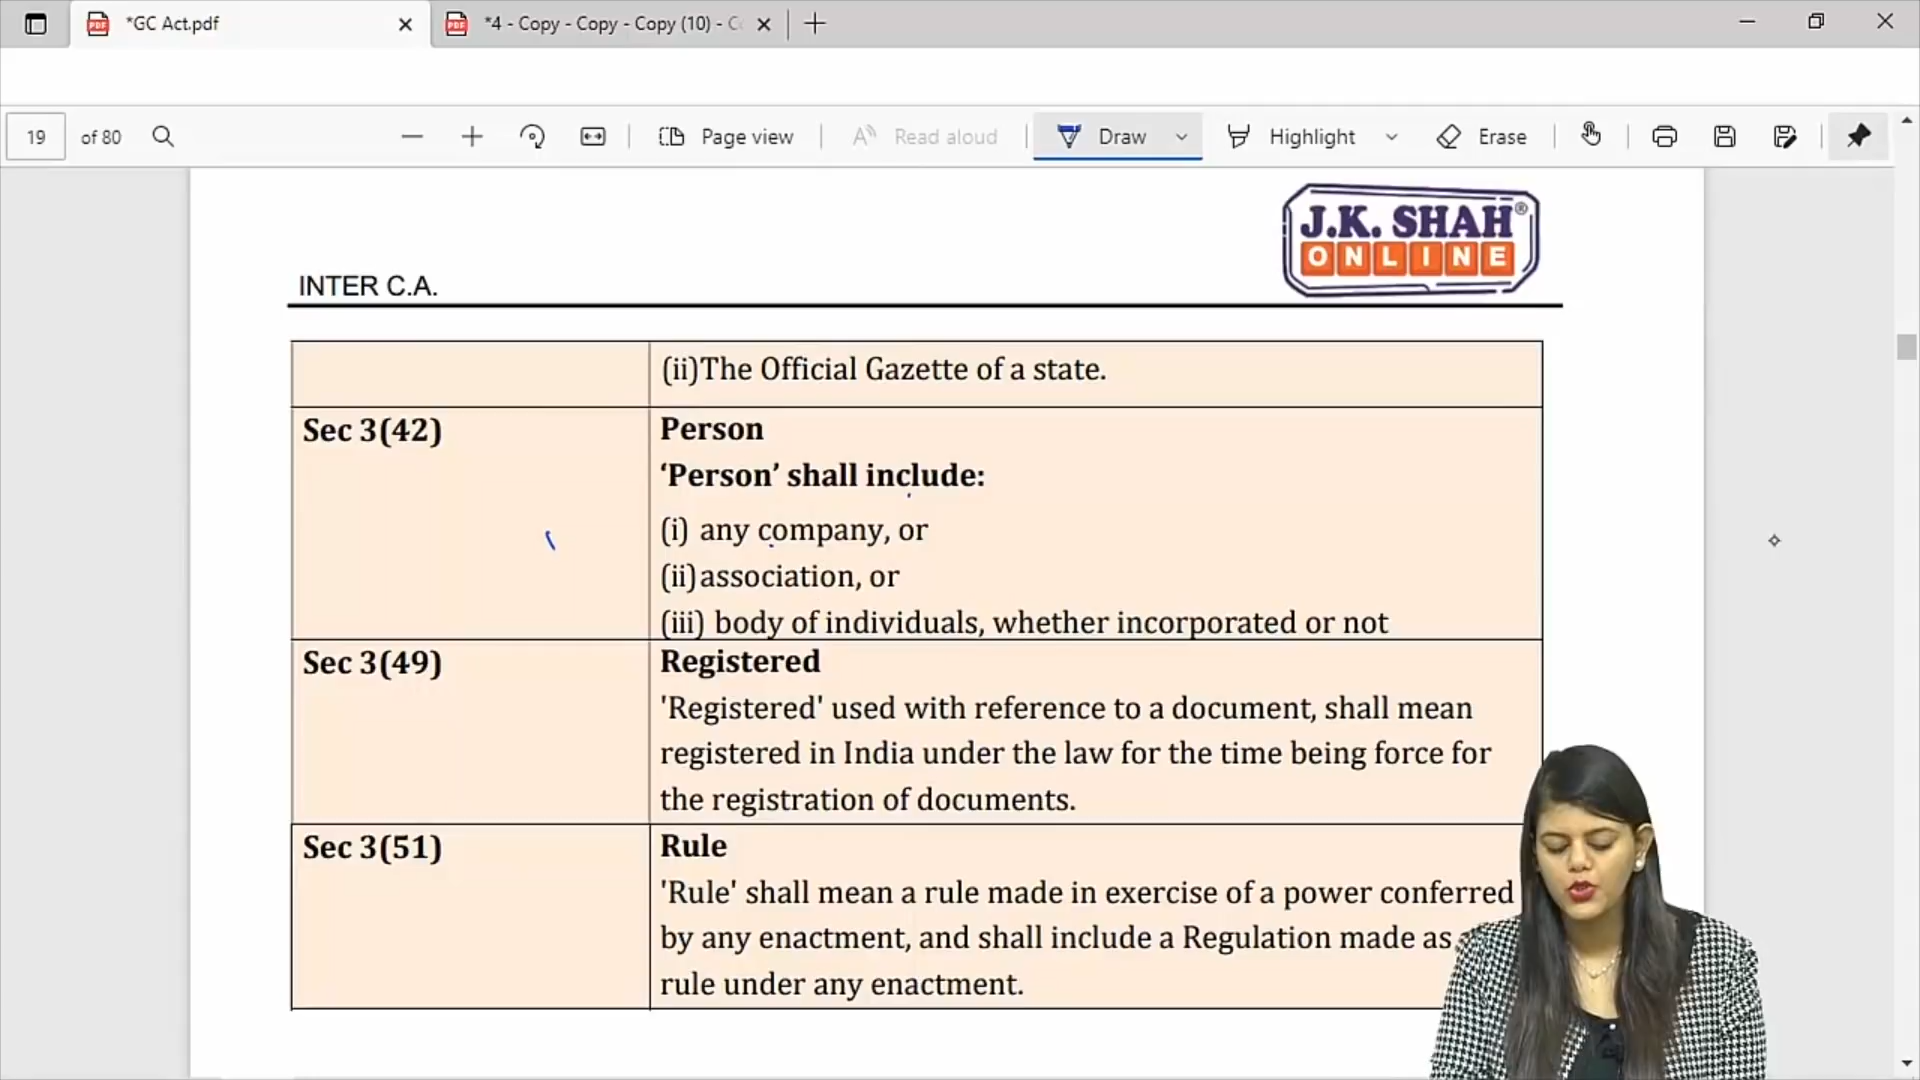 *GC Act.pdf
*4 - Copy - Copy - Copy (10) - C
19 of 80
Page view
Read aloud
Draw
Highlight
Erase
J.K. SHAH®
ONLINE
INTER C.A.
(ii)The Official Gazette of a state.
Sec 3(42)
Person
‘Person’ shall include:
(i) any company, or
(ii)association, or
(iii) body of individuals, whether incorporated or not
Sec 3(49)
Registered
'Registered' used with reference to a document, shall mean
registered in India under the law for the time being force for
the registration of documents.
Sec 3(51)
Rule
'Rule' shall mean a rule made in exercise of a power conferred
by any enactment, and shall include a Regulation made as
rule under any enactment.